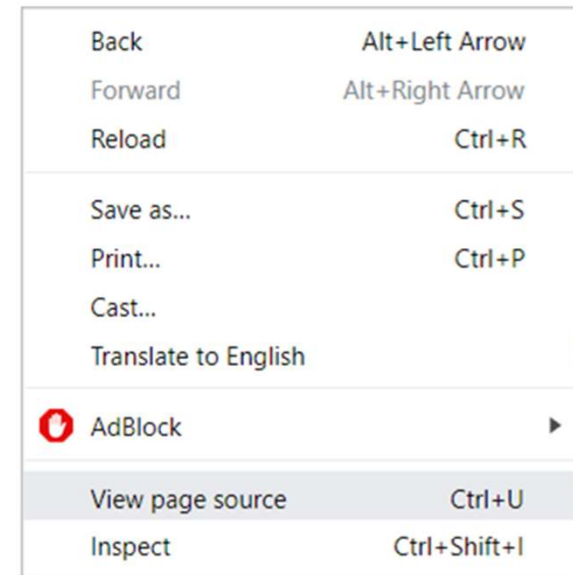 Back Alt+Left Arrow
Forward Alt+Right Arrow
Reload Ctrl+R
Save as... Ctrl+S
Print... Ctrl+P
Cast...
Translate to English
AdBlock
View page source Ctrl+U
Inspect Ctrl+Shift+I